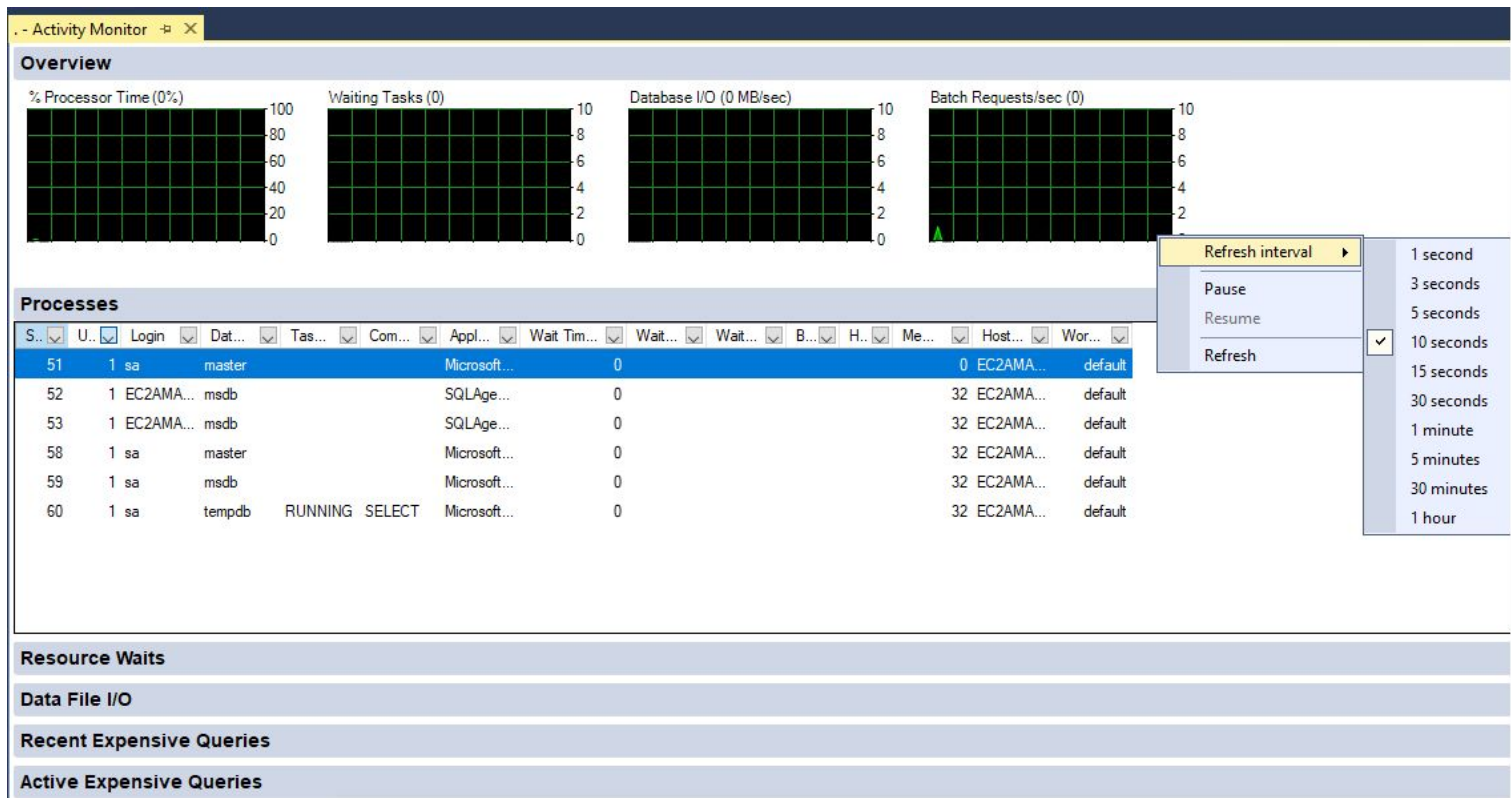 . - Activity Monitor
Overview
% Processor Time (0%)
100
80
60
40
20
0
Waiting Tasks (0)
10
8
6
4
2
0
Database I/O (0 MB/sec)
10
8
6
4
2
0
Batch Requests/sec (0)
10
8
6
4
2
Refresh interval
Pause
Resume
Refresh
1 second
3 seconds
5 seconds
10 seconds
15 seconds
30 seconds
1 minute
5 minutes
30 minutes
1 hour
Processes
S.. U.. Login Dat... Tas... Com... Appl... Wait Tim... Wait... Wait... B... H.. Me... Host... Wor...
51 1 sa master Microsoft... 0 0 EC2AMA... default
52 1 EC2AMA... msdb SQLAge... 0 32 EC2AMA... default
53 1 EC2AMA... msdb SQLAge... 0 32 EC2AMA... default
58 1 sa master Microsoft... 0 32 EC2AMA... default
59 1 sa msdb Microsoft... 0 32 EC2AMA... default
60 1 sa tempdb RUNNING SELECT Microsoft... 0 32 EC2AMA... default
Resource Waits
Data File I/O
Recent Expensive Queries
Active Expensive Queries